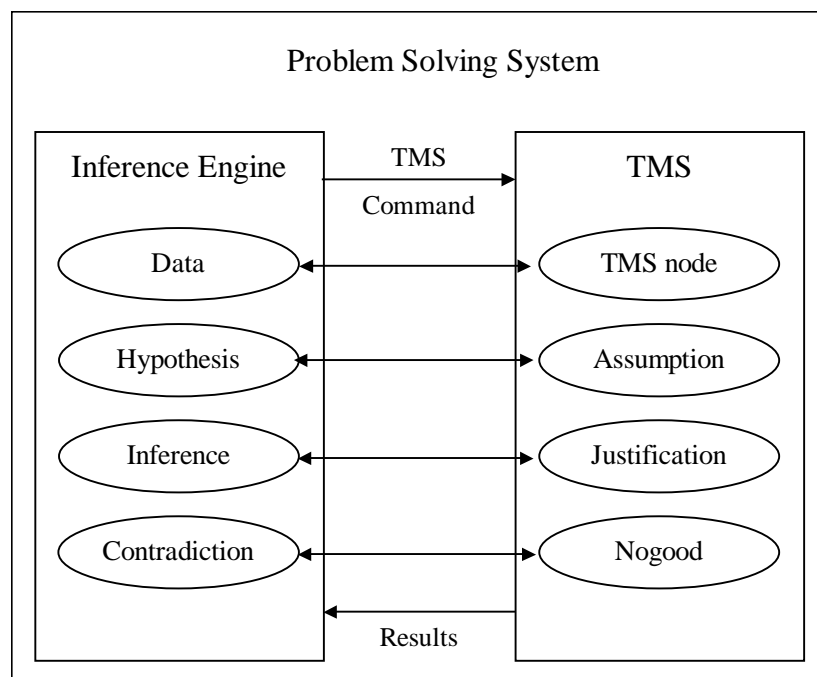 Problem Solving System
Inference Engine
TMS
Command
TMS
Data
TMS node
Hypothesis
Assumption
Inference
Justification
Contradiction
Nogood
Results